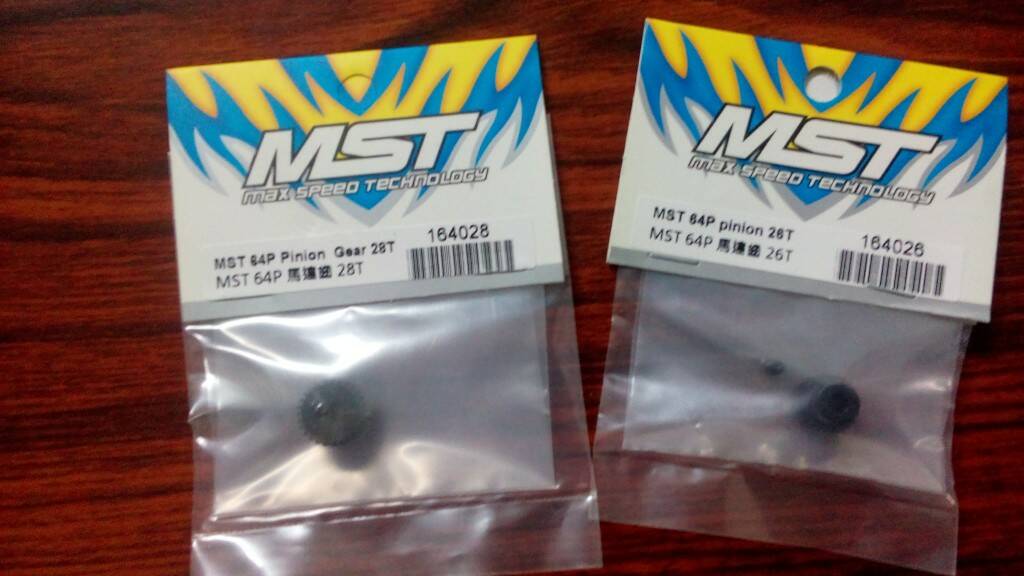 MST
MAX SPEED TECHNOLOGY
MST 64P Pinion Gear 28T
MST 64P 馬達齒 28T
164028
MST
MAX SPEED TECHNOLOGY
MST 64P pinion 26T
MST 64P 馬達齒 26T
164026